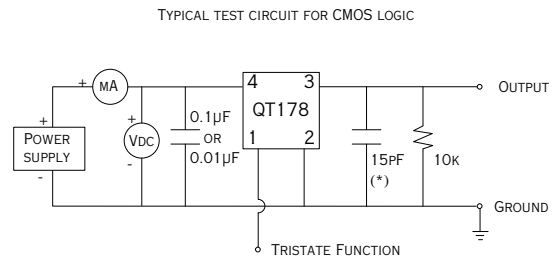 TYPICAL TEST CIRCUIT FOR CMOS LOGIC
+ MA
4 3
QT178
1 2
+
POWER
SUPPLY
-
+
VDC
-
0.1µF
OR
0.01µF
15PF
(*)
10K
OUTPUT
GROUND
TRISTATE FUNCTION